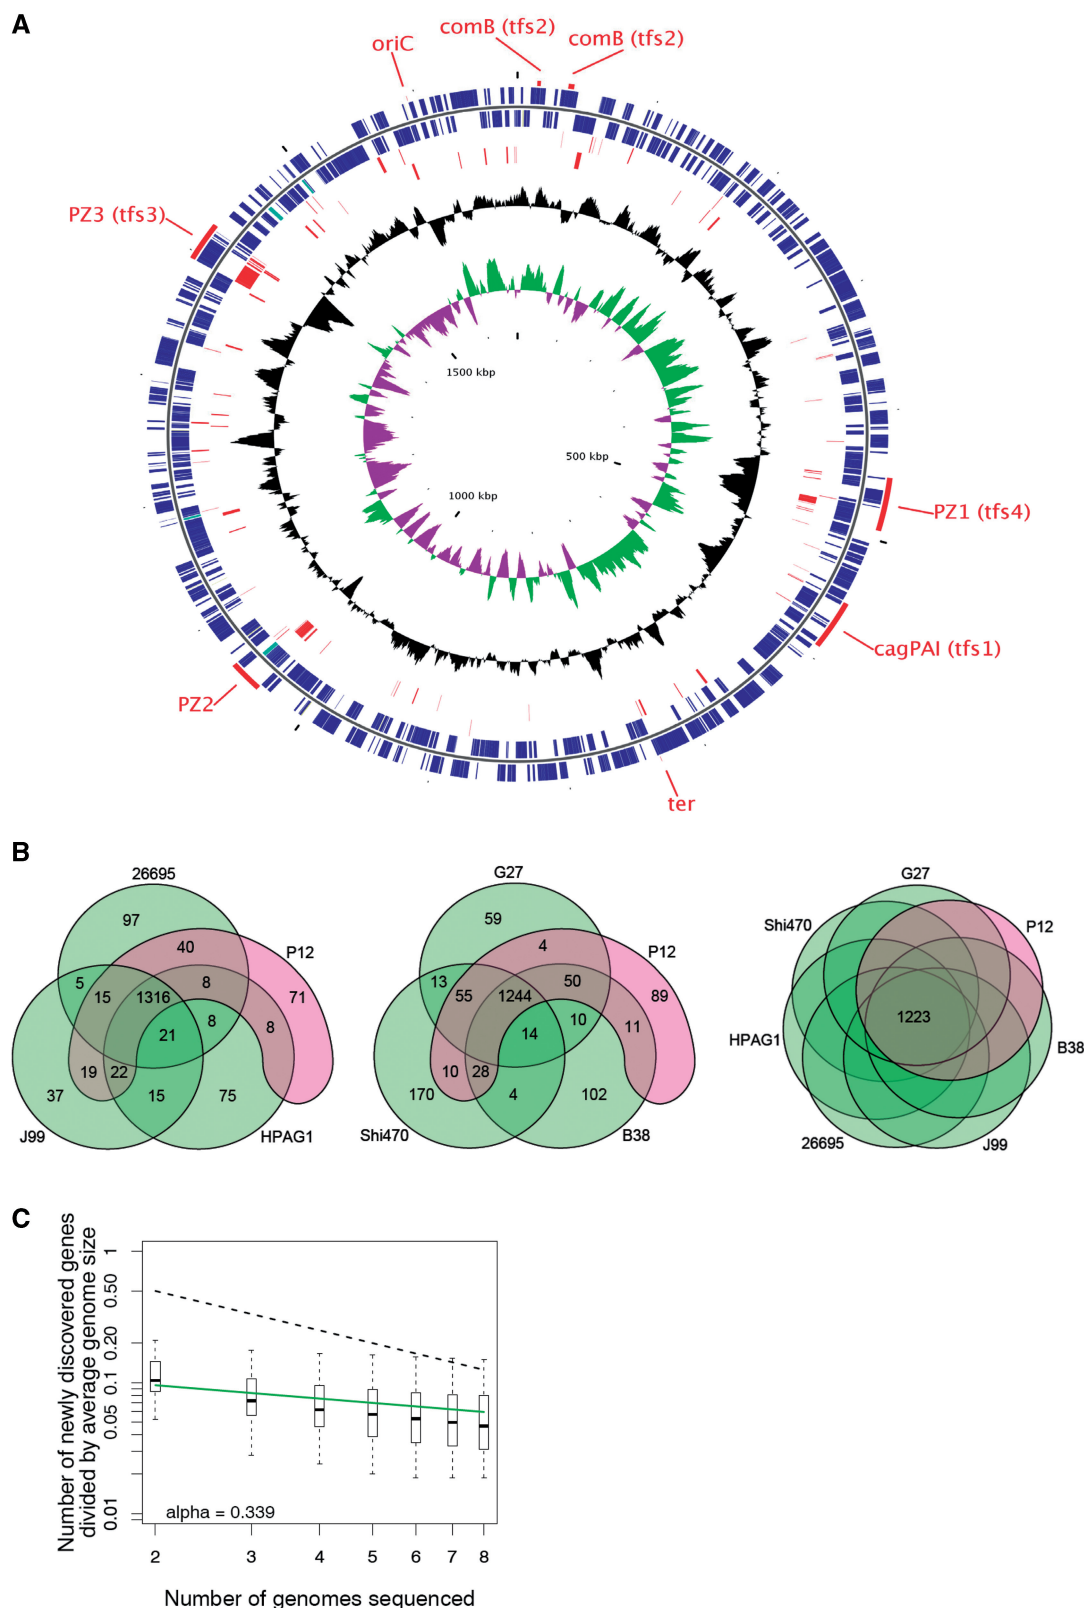 A
comB (tfs2)
comB (tfs2)
oriC
PZ3 (tfs3)
1500 kbp
500 kbp
1000 kbp
PZ1 (tfs4)
cagPAI (tfs1)
PZ2
ter
B
26695
97
40
P12
5
15
1316
8
71
21
8
8
19
22
37
15
75
J99
HPAG1
G27
59
4
P12
13
55
1244
50
89
14
10
11
10
28
170
4
102
Shi470
B38
G27
Shi470
P12
1223
HPAG1
B38
26695
J99
C
Number of newly discovered genes
divided by average genome size
1
0.50
0.20
0.1
0.05
0.01
alpha = 0.339
2
3
4
5
6
7
8
Number of genomes sequenced